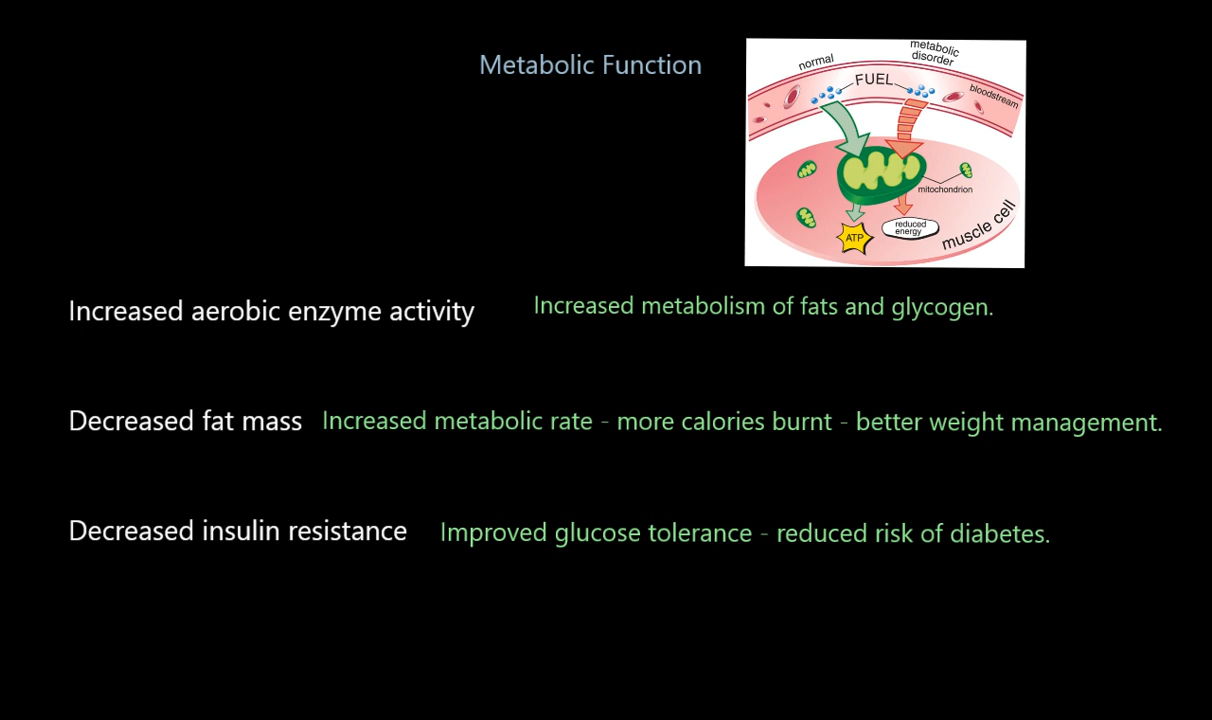 Metabolic Function
normal
metabolic
disorder
FUEL
bloodstream
mitochondrion
ATP
reduced
energy
muscle cell
Increased aerobic enzyme activity Increased metabolism of fats and glycogen.
Decreased fat mass Increased metabolic rate - more calories burnt - better weight management.
Decreased insulin resistance Improved glucose tolerance - reduced risk of diabetes.